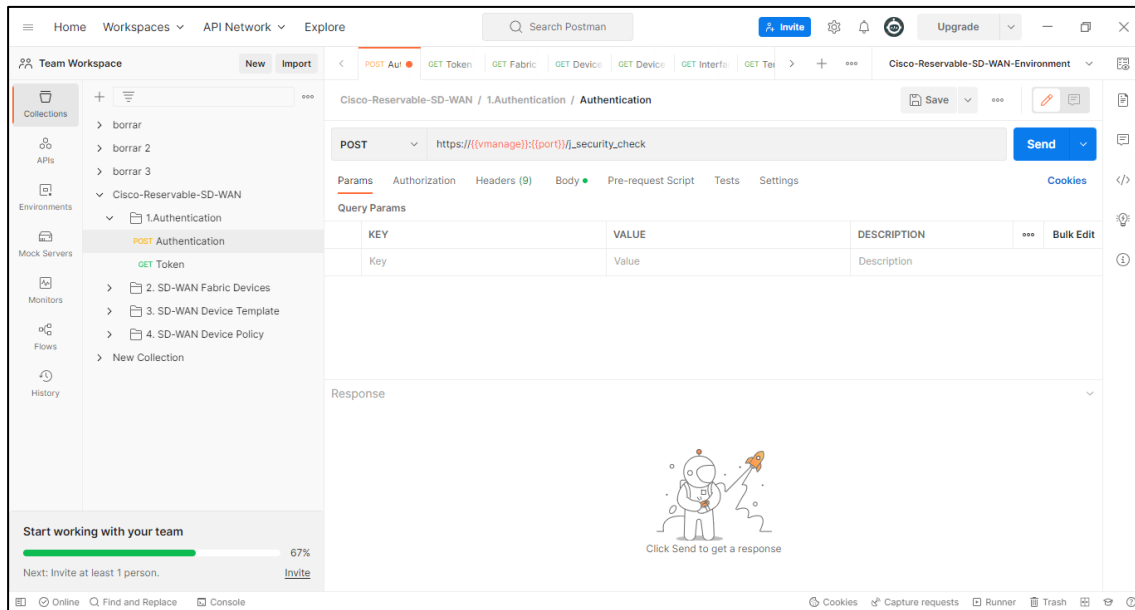 Home Workspaces API Network Explore Search Postman Invite Upgrade
Team Workspace New Import POST Aut GET Token GET Fabric GET Device GET Device GET Interfa GET Ter Cisco-Reservable-SD-WAN-Environment
Collections
APIs
Environments
Mock Servers
Monitors
Flows
History
borrar
borrar 2
borrar 3
Cisco-Reservable-SD-WAN
1.Authentication
POST Authentication
GET Token
2. SD-WAN Fabric Devices
3. SD-WAN Device Template
4. SD-WAN Device Policy
New Collection
Start working with your team
67%
Next: Invite at least 1 person. Invite
Cisco-Reservable-SD-WAN / 1.Authentication / Authentication Save
POST https://{{vmanage}}:{{port}}/j_security_check Send
Params Authorization Headers (9) Body Pre-request Script Tests Settings Cookies
Query Params
KEY VALUE DESCRIPTION Bulk Edit
Key Value Description
Response
Click Send to get a response
Online Find and Replace Console Cookies Capture requests Runner Trash